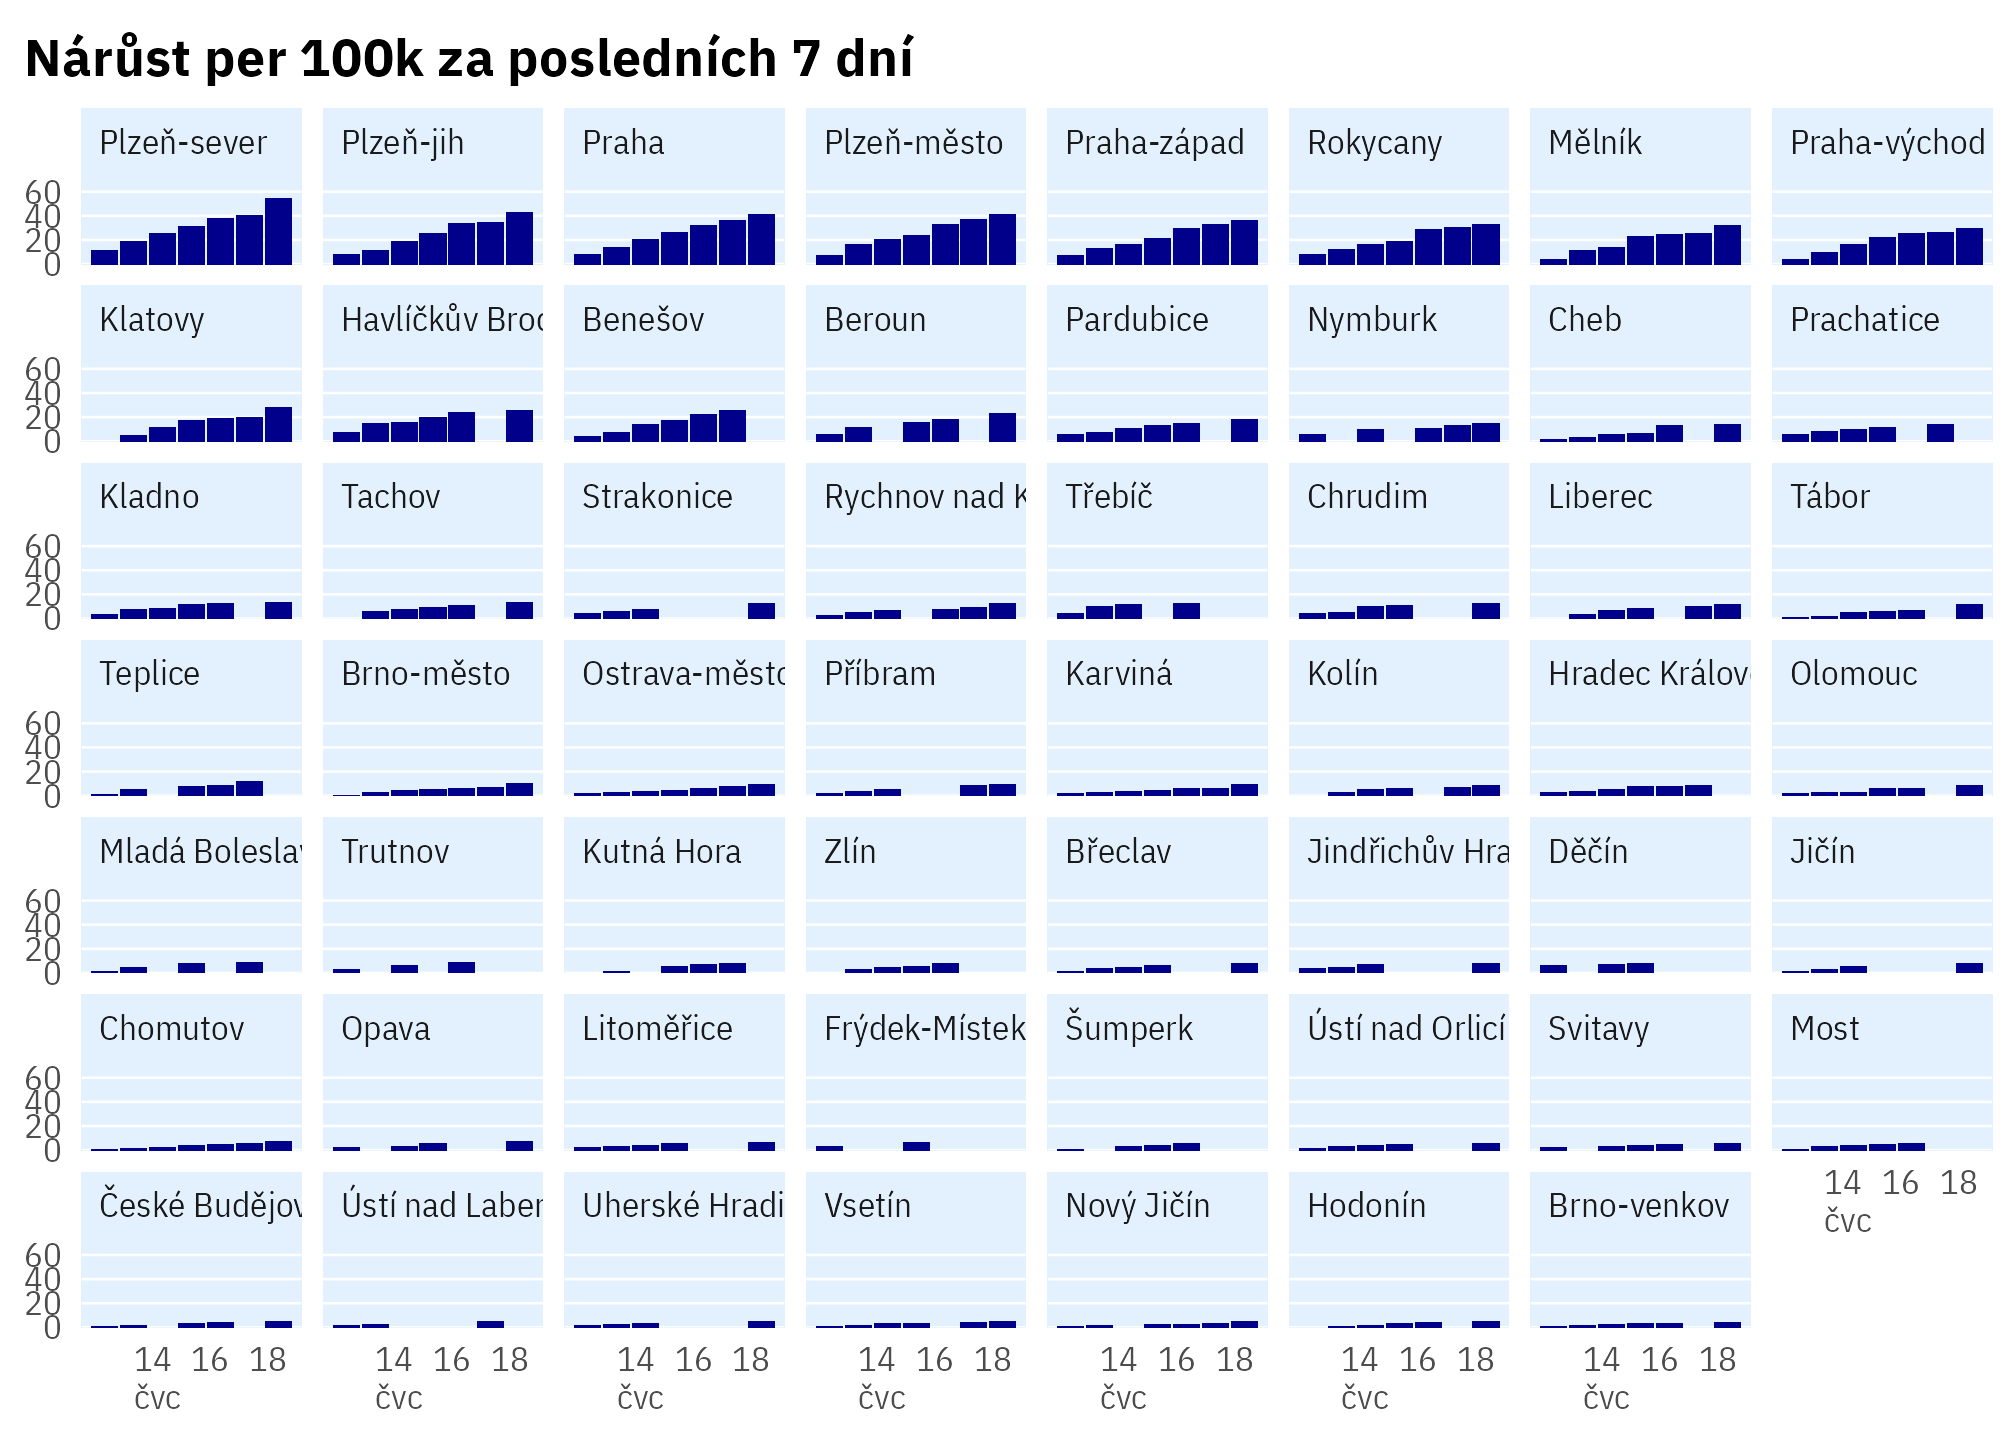 Nárůst per 100k za posledních 7 dní
Plzeň-sever Plzeň-jih Praha Plzeň-město Praha-západ Rokycany Mělník Praha-východ
60
40
20
0
Klatovy Havlíčkův Brod Benešov Beroun Pardubice Nymburk Cheb Prachatice
60
40
20
0
Kladno Tachov Strakonice Rychnov nad K Třebíč Chrudim Liberec Tábor
60
40
20
0
Teplice Brno-město Ostrava-město Příbram Karviná Kolín Hradec Králové Olomouc
60
40
20
0
Mladá Boleslav Trutnov Kutná Hora Zlín Břeclav Jindřichův Hra Děčín Jičín
60
40
20
0
Chomutov Opava Litoměřice Frýdek-Místek Šumperk Ústí nad Orlicí Svitavy Most
60
40
20
0
14 16 18
čvc
České Budějov Ústí nad Laber Uherské Hradi Vsetín Nový Jičín Hodonín Brno-venkov
60
40
20
0
14 16 18 14 16 18 14 16 18 14 16 18 14 16 18 14 16 18 14 16 18
čvc čvc čvc čvc čvc čvc čvc